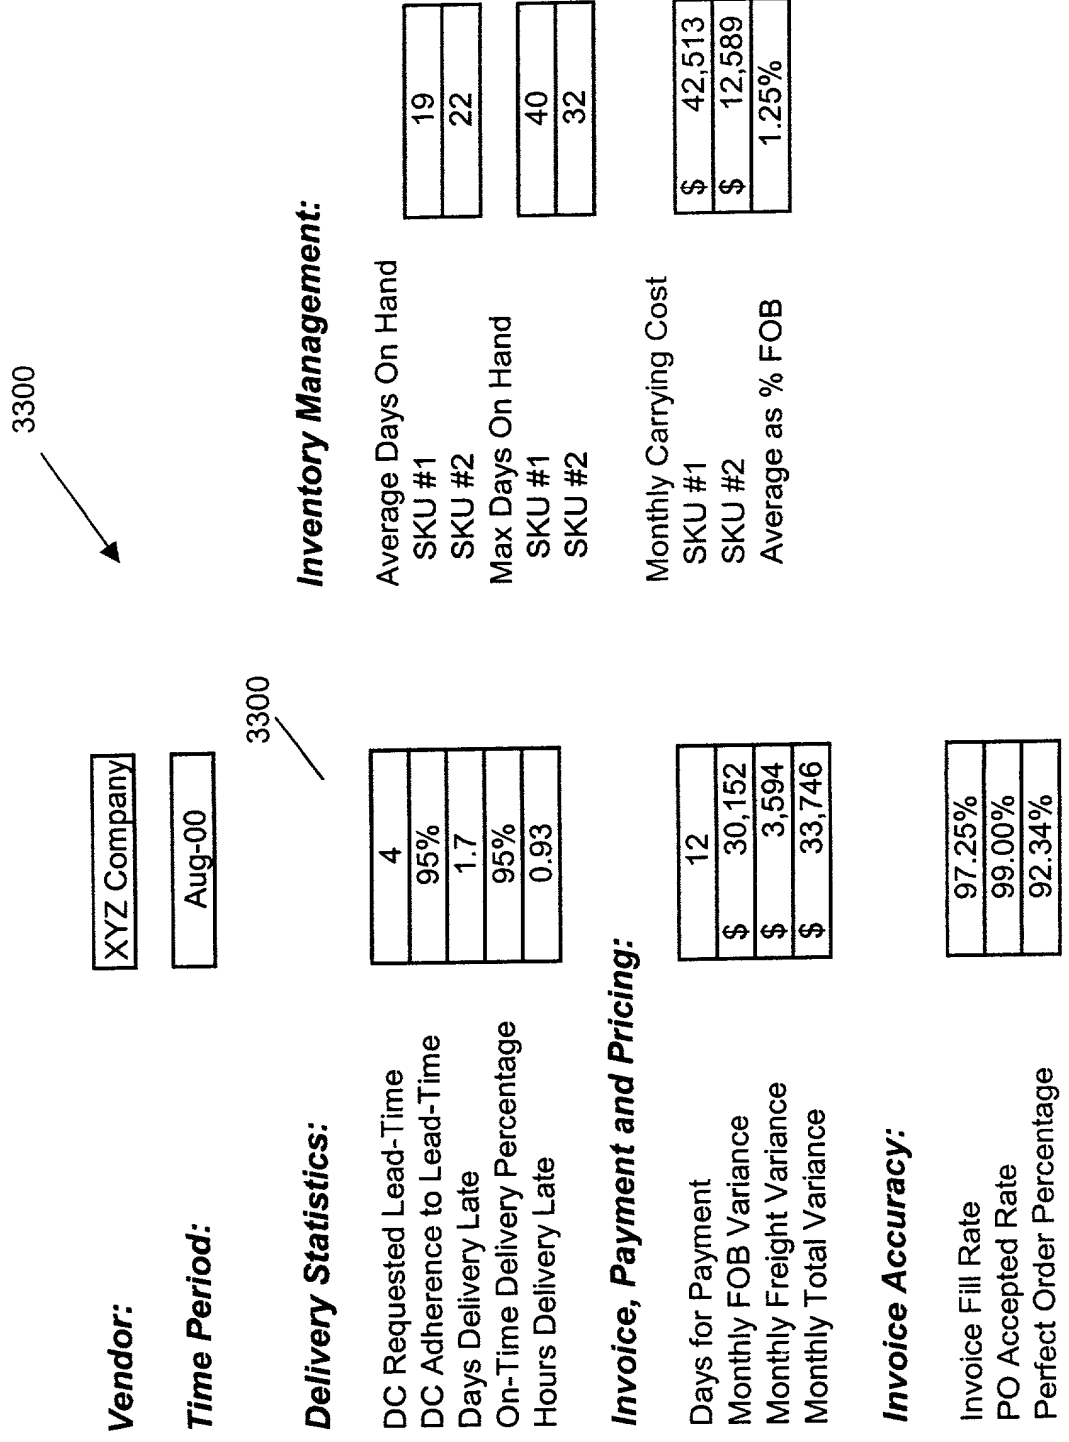 3300
Vendor: XYZ Company
Time Period: Aug-00
3300
Delivery Statistics:
DC Requested Lead-Time 4
DC Adherence to Lead-Time 95%
Days Delivery Late 1.7
On-Time Delivery Percentage 95%
Hours Delivery Late 0.93
Invoice, Payment and Pricing:
Days for Payment 12
Monthly FOB Variance $ 30,152
Monthly Freight Variance $ 3,594
Monthly Total Variance $ 33,746
Invoice Accuracy:
Invoice Fill Rate 97.25%
PO Accepted Rate 99.00%
Perfect Order Percentage 92.34%
Inventory Management:
Average Days On Hand
SKU #1 19
SKU #2 22
Max Days On Hand
SKU #1 40
SKU #2 32
Monthly Carrying Cost
SKU #1 $ 42,513
SKU #2 $ 12,589
Average as % FOB 1.25%